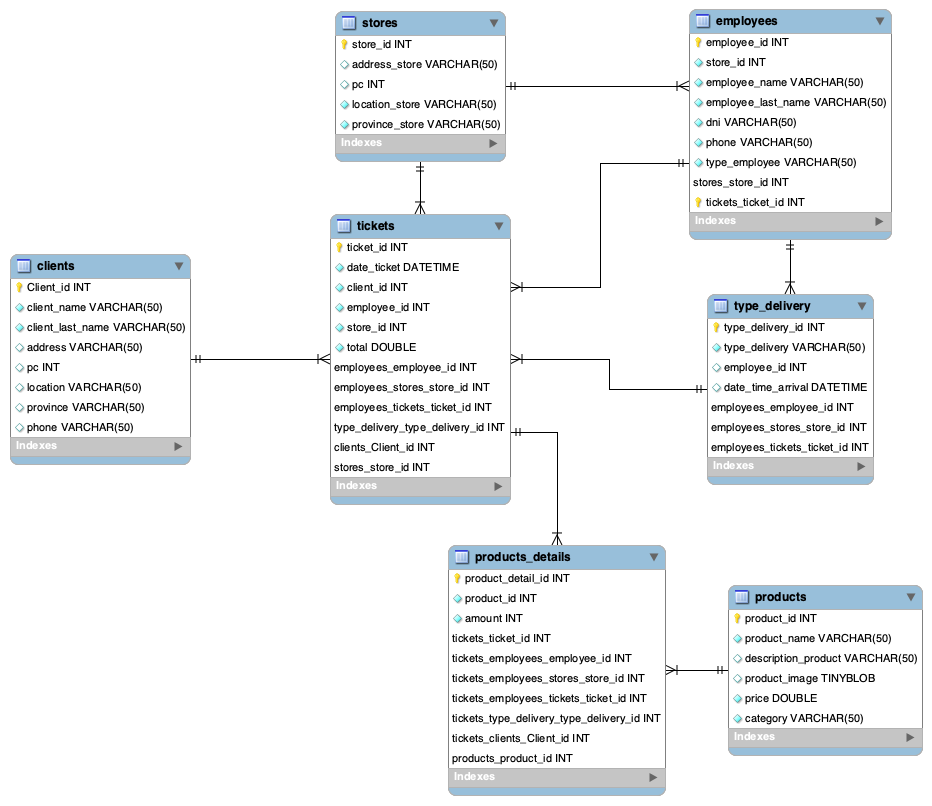 stores
store_id INT
address_store VARCHAR(50)
pc INT
location_store VARCHAR(50)
province_store VARCHAR(50)
Indexes
employees
employee_id INT
store_id INT
employee_name VARCHAR(50)
employee_last_name VARCHAR(50)
dni VARCHAR(50)
phone VARCHAR(50)
type_employee VARCHAR(50)
stores_store_id INT
tickets_ticket_id INT
Indexes
tickets
ticket_id INT
date_ticket DATETIME
client_id INT
employee_id INT
store_id INT
total DOUBLE
employees_employee_id INT
employees_stores_store_id INT
employees_tickets_ticket_id INT
type_delivery_type_delivery_id INT
clients_Client_id INT
stores_store_id INT
Indexes
clients
Client_id INT
client_name VARCHAR(50)
client_last_name VARCHAR(50)
address VARCHAR(50)
pc INT
location VARCHAR(50)
province VARCHAR(50)
phone VARCHAR(50)
Indexes
type_delivery
type_delivery_id INT
type_delivery VARCHAR(50)
employee_id INT
date_time_arrival DATETIME
employees_employee_id INT
employees_stores_store_id INT
employees_tickets_ticket_id INT
Indexes
products_details
product_detail_id INT
product_id INT
amount INT
tickets_ticket_id INT
tickets_employees_employee_id INT
tickets_employees_stores_store_id INT
tickets_employees_tickets_ticket_id INT
tickets_type_delivery_type_delivery_id INT
tickets_clients_Client_id INT
products_product_id INT
Indexes
products
product_id INT
product_name VARCHAR(50)
description_product VARCHAR(50)
product_image TINYBLOB
price DOUBLE
category VARCHAR(50)
Indexes